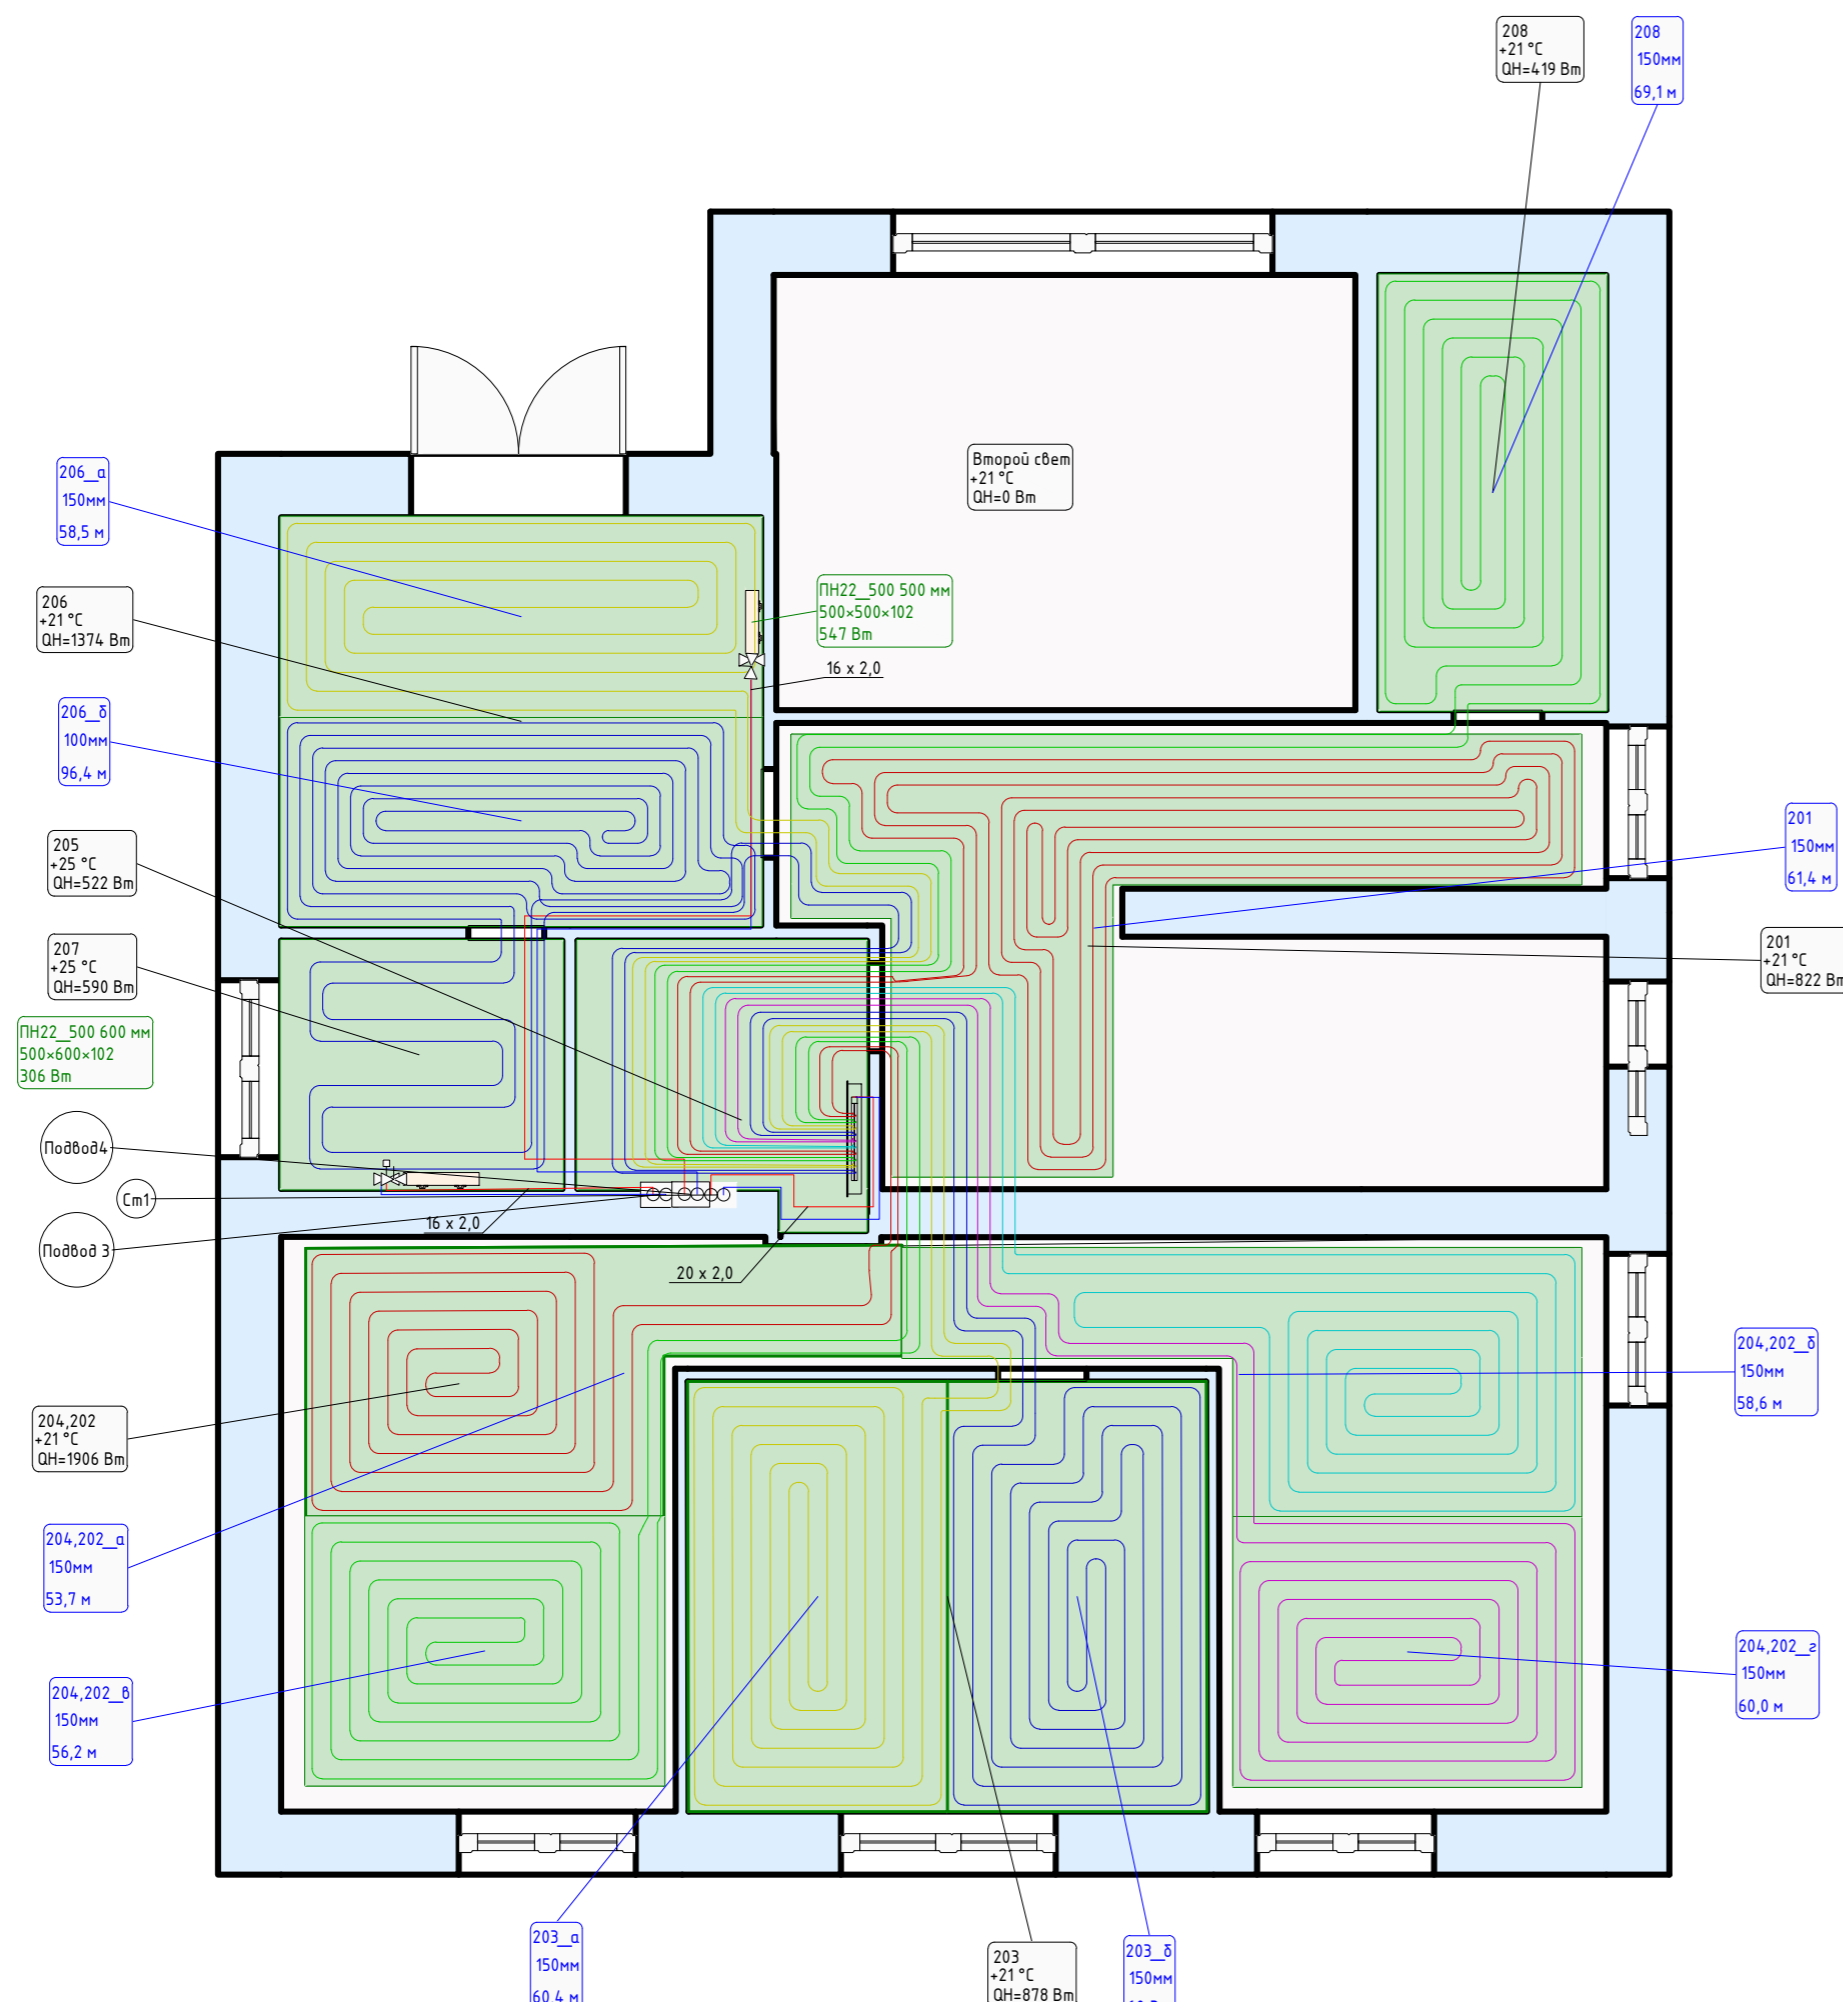 208
+21 °C
QH=419 Вт
208
150мм
69,1 м
206_а
150мм
58,5 м
Второй свет
+21 °C
QH=0 Вт
206
+21 °C
QH=1374 Вт
ПН22_500 500 мм
500×500×102
547 Вт
16 x 2,0
206_б
100мм
96,4 м
205
+25 °C
QH=522 Вт
201
150мм
61,4 м
207
+25 °C
QH=590 Вт
201
+21 °C
QH=822 Вт
ПН22_500 600 мм
500×600×102
306 Вт
Подвод4
Ст1
Подвод 3
16 x 2,0
20 x 2,0
204,202_б
150мм
58,6 м
204,202
+21 °C
QH=1906 Вт
204,202_а
150мм
53,7 м
204,202_г
150мм
60,0 м
204,202_в
150мм
56,2 м
203_а
150мм
60,4 м
203
+21 °C
QH=878 Вт
203_б
150мм